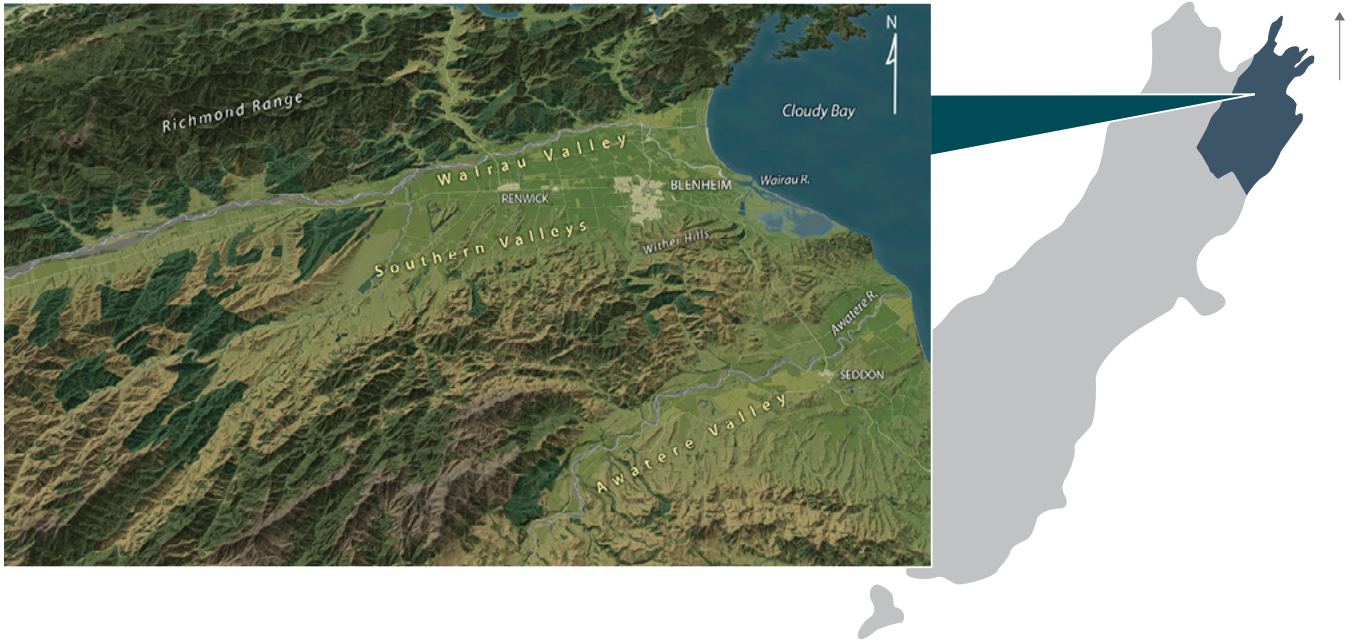 N
Richmond Range
Cloudy Bay
Wairau Valley
Wairau R.
BLENHEIM
RENWICK
Southern Valleys
Wither Hills
Awatere R.
SEDDON
Awatere Valley